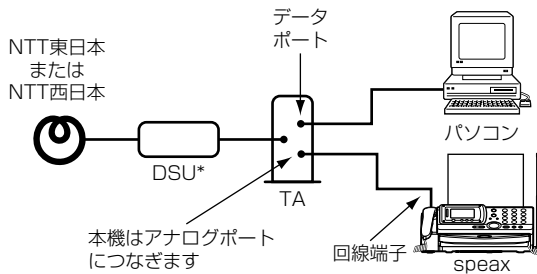 データ
ポート
NTT東日本
または
NTT西日本
パソコン
DSU*
TA
本機はアナログポート
につなぎます
回線端子
speax